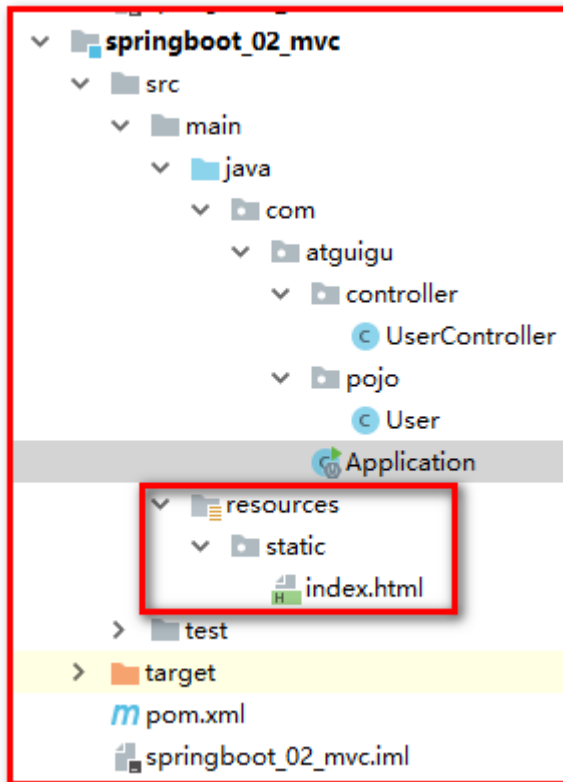 springboot_02_mvc
src
main
java
com
atguigu
controller
UserController
pojo
User
Application
resources
static
index.html
test
target
pom.xml
springboot_02_mvc.iml